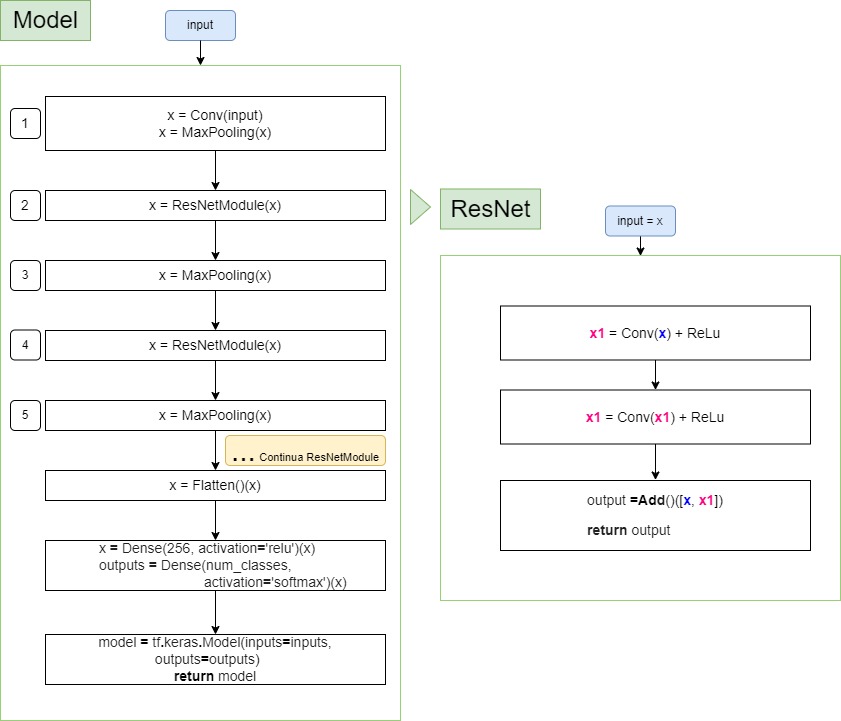 Model
input
1
x = Conv(input)
x = MaxPooling(x)
2
x = ResNetModule(x)
3
x = MaxPooling(x)
4
x = ResNetModule(x)
5
x = MaxPooling(x)
... Continua ResNetModule
x = Flatten()(x)
x = Dense(256, activation='relu')(x)
outputs = Dense(num_classes,
activation='softmax')(x)
model = tf.keras.Model(inputs=inputs,
outputs=outputs)
return model
ResNet
input = x
x1 = Conv(x) + ReLu
x1 = Conv(x1) + ReLu
output =Add()([x, x1])
return output